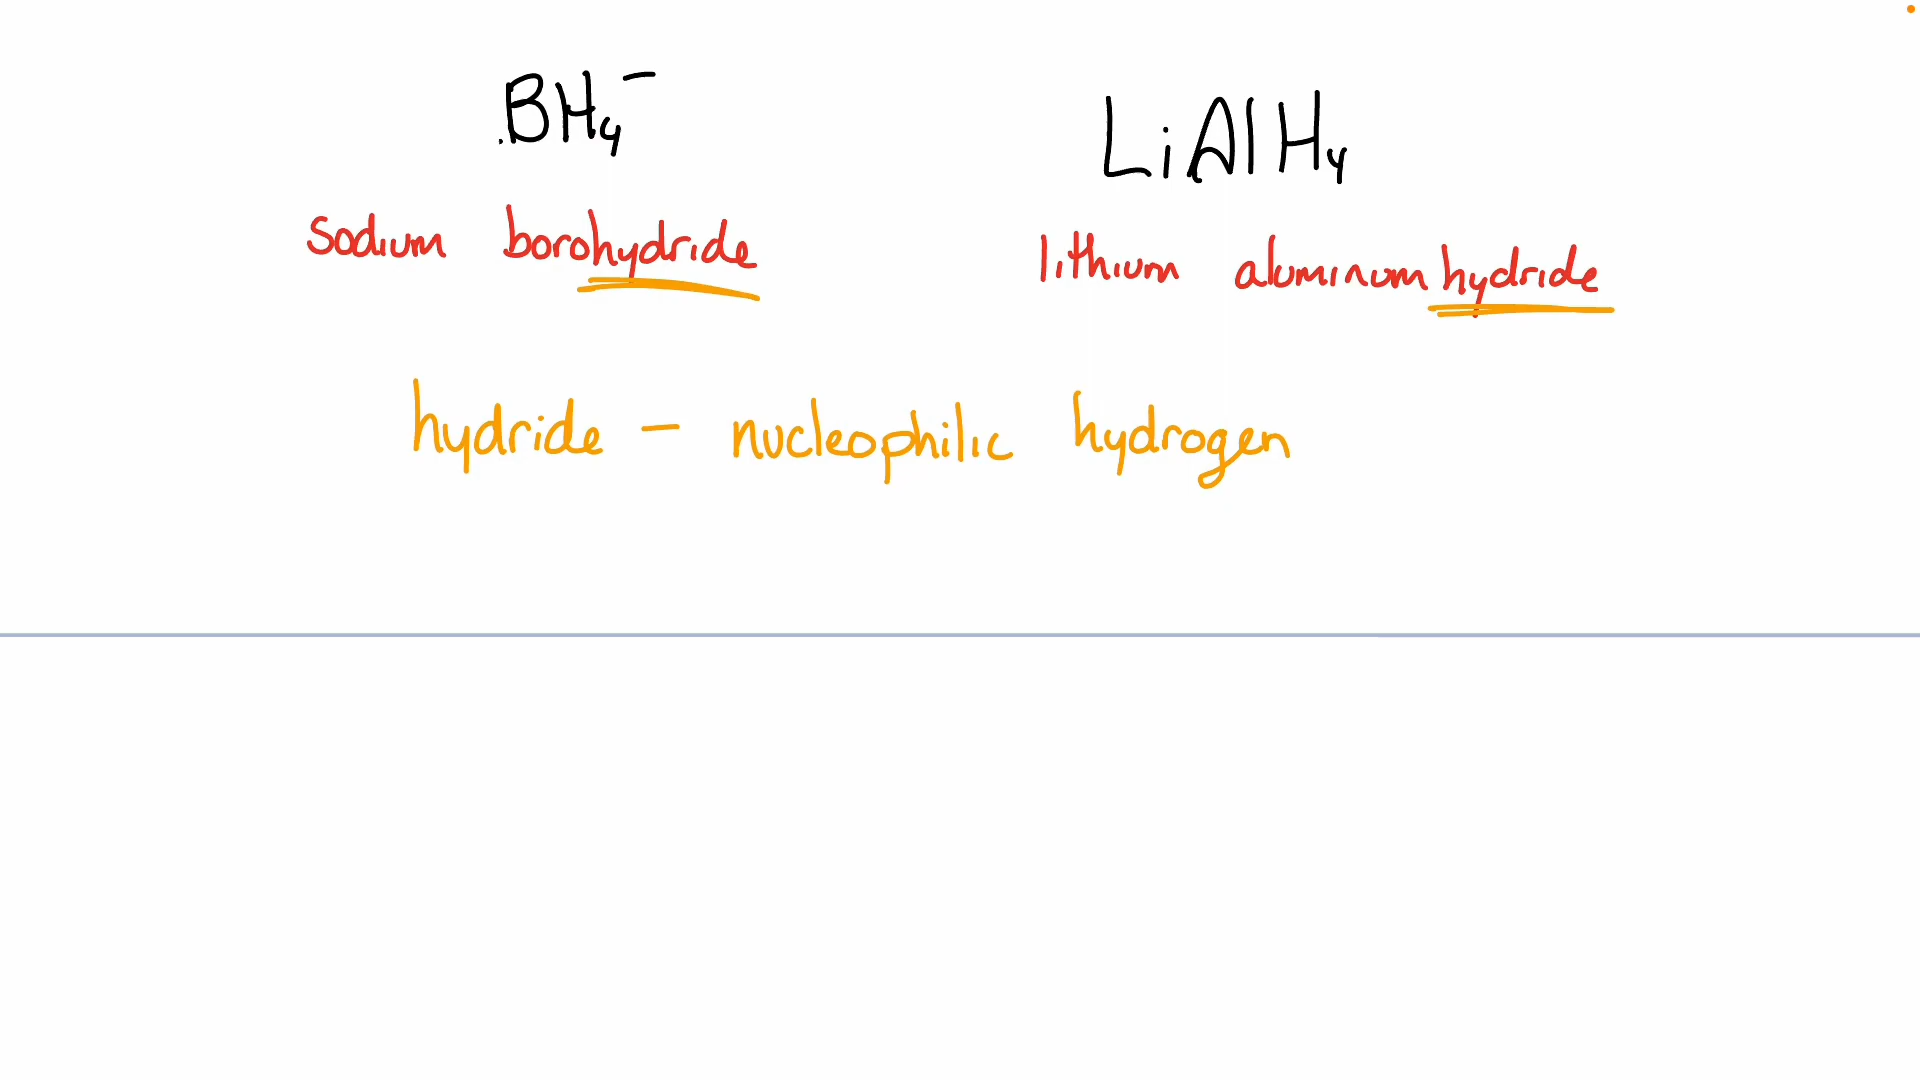 BH₄⁻
LiAlH₄
sodium borohydride
lithium aluminum hydride
hydride – nucleophilic hydrogen